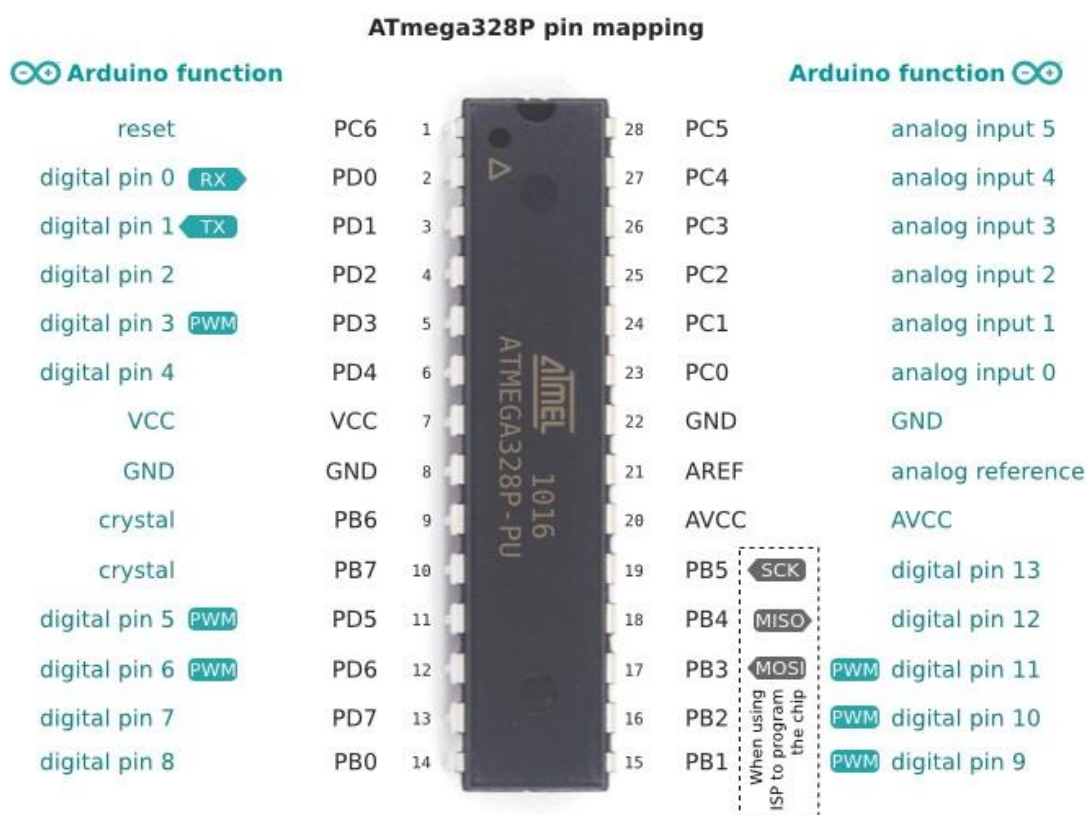 ATmega328P pin mapping
Arduino function Arduino function
reset PC6 1 28 PC5 analog input 5
digital pin 0 RX PD0 2 27 PC4 analog input 4
digital pin 1 TX PD1 3 26 PC3 analog input 3
digital pin 2 PD2 4 25 PC2 analog input 2
digital pin 3 PWM PD3 5 24 PC1 analog input 1
digital pin 4 PD4 6 23 PC0 analog input 0
VCC VCC 7 22 GND GND
GND GND 8 21 AREF analog reference
crystal PB6 9 20 AVCC AVCC
crystal PB7 10 19 PB5 SCK digital pin 13
digital pin 5 PWM PD5 11 18 PB4 MISO digital pin 12
digital pin 6 PWM PD6 12 17 PB3 MOSI PWM digital pin 11
digital pin 7 PD7 13 16 PB2 PWM digital pin 10
digital pin 8 PB0 14 15 PB1 PWM digital pin 9
When using
ISP to program
the chip
ATMEL 1016
ATMEGA328P-PU